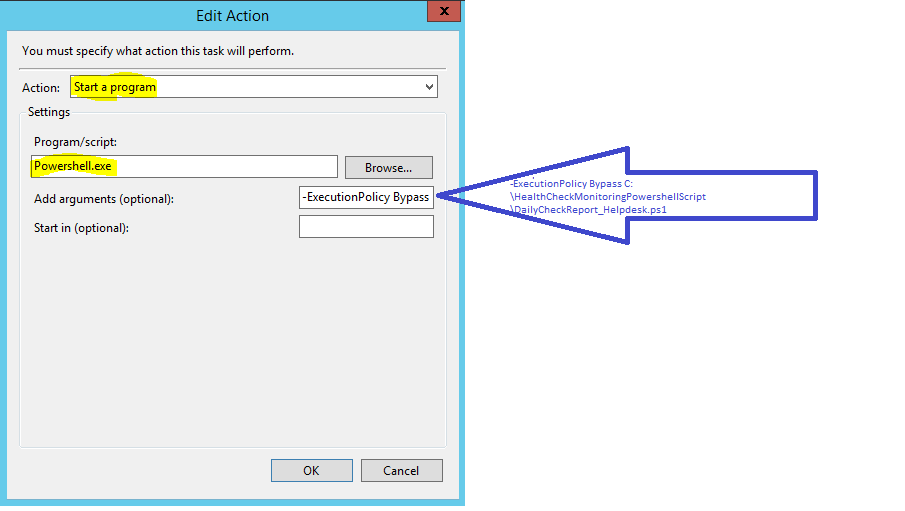 Edit Action
X
You must specify what action this task will perform.
Action: Start a program
Settings
Program/script:
Powershell.exe Browse...
Add arguments (optional): -ExecutionPolicy Bypass
Start in (optional):
OK Cancel
-ExecutionPolicy Bypass C:
\HealthCheckMonitoringPowershellScript
\DailyCheckReport_Helpdesk.ps1